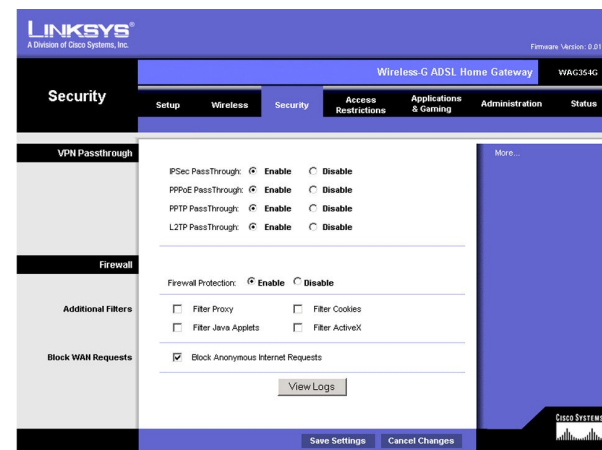 LINKSYS®
A Division of Cisco Systems, Inc.
Firmware Version: 0.01
Wireless-G ADSL Home Gateway WAG354G
Security
Setup Wireless Security Access Restrictions Applications & Gaming Administration Status
VPN Passthrough
More...
IPSec PassThrough: Enable Disable
PPPoE PassThrough: Enable Disable
PPTP PassThrough: Enable Disable
L2TP PassThrough: Enable Disable
Firewall
Firewall Protection: Enable Disable
Additional Filters
Filter Proxy Filter Cookies
Filter Java Applets Filter ActiveX
Block WAN Requests
Block Anonymous Internet Requests
View Logs
Save Settings Cancel Changes
CISCO SYSTEMS